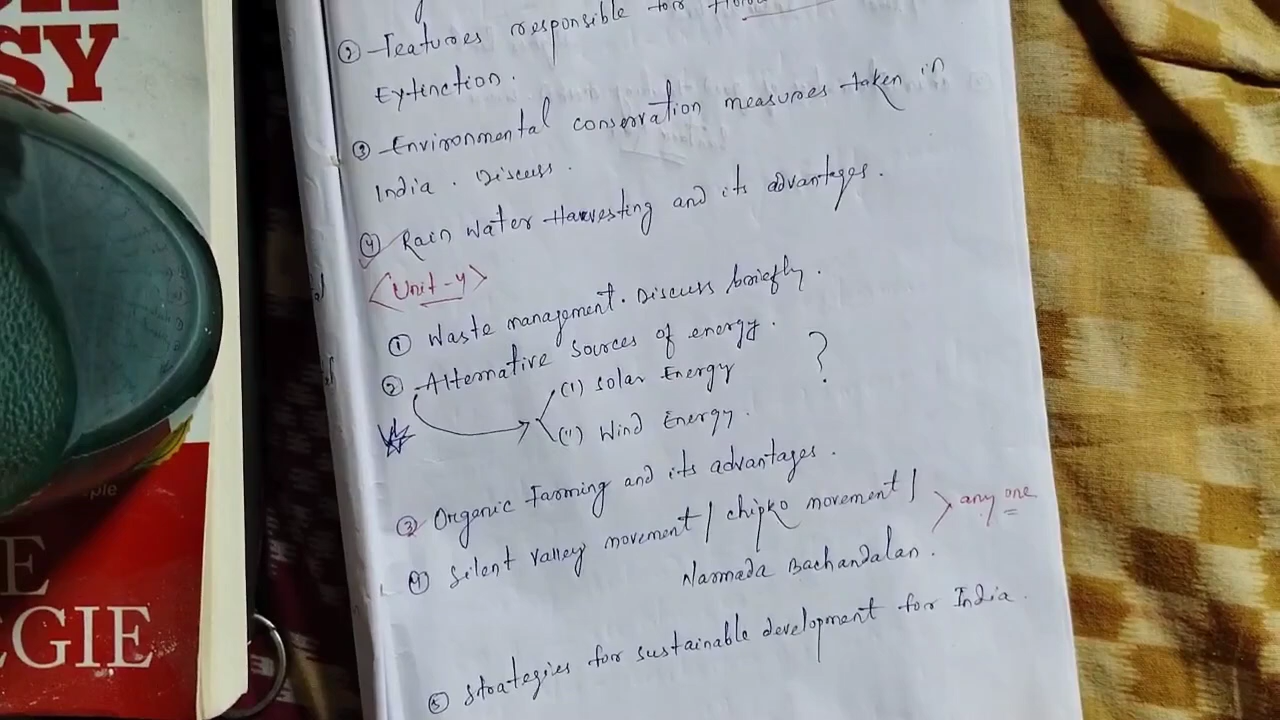 SY
② Features responsible for
Extinction.
③ Environmental conservation measures taken in
India. Discuss.
④ Rain Water Harvesting and its advantages.
<Unit-4>
① Waste management. Discuss briefly.
② Alternative sources of energy.
(i) Solar Energy ?
(ii) Wind Energy.
③ Organic Farming and its advantages.
④ Silent valley movement / chipko movement / > any one
Narmada Bachandalan.
⑤ Strategies for sustainable development for India.
ple
E
EGIE